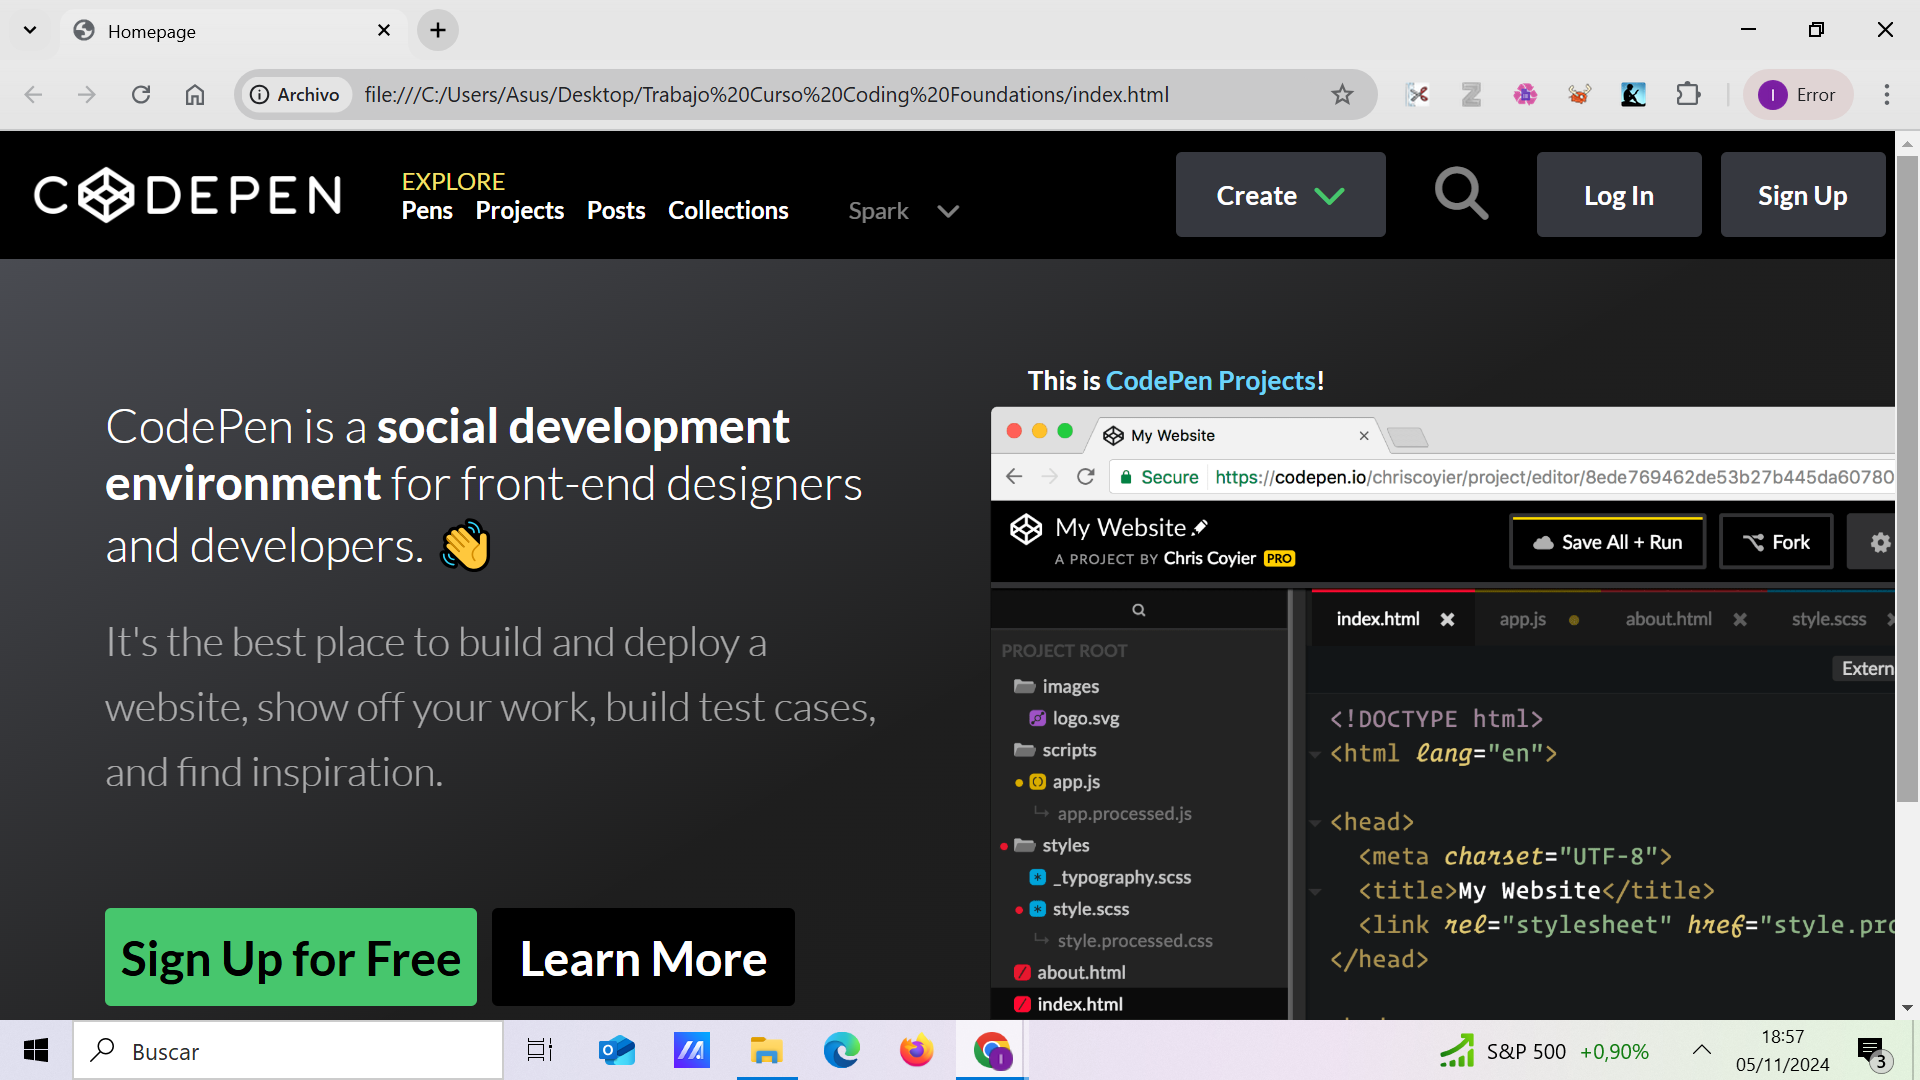 Homepage
Archivo file:///C:/Users/Asus/Desktop/Trabajo%20Curso%20Coding%20Foundations/index.html
I Error
CODEPEN
EXPLORE
Pens Projects Posts Collections Spark
Create
Log In
Sign Up
CodePen is a social development
environment for front-end designers
and developers. 👋
It's the best place to build and deploy a
website, show off your work, build test cases,
and find inspiration.
Sign Up for Free
Learn More
This is CodePen Projects!
My Website
Secure https://codepen.io/chriscoyier/project/editor/8ede769462de53b27b445da60780
My Website
A PROJECT BY Chris Coyier PRO
Save All + Run
Fork
PROJECT ROOT
images
logo.svg
scripts
app.js
app.processed.js
styles
_typography.scss
style.scss
style.processed.css
about.html
index.html
index.html app.js about.html style.scss
Extern
<!DOCTYPE html>
<html lang="en">
<head>
<meta charset="UTF-8">
<title>My Website</title>
<link rel="stylesheet" href="style.pro
</head>
Buscar
S&P 500 +0,90%
18:57
05/11/2024
3